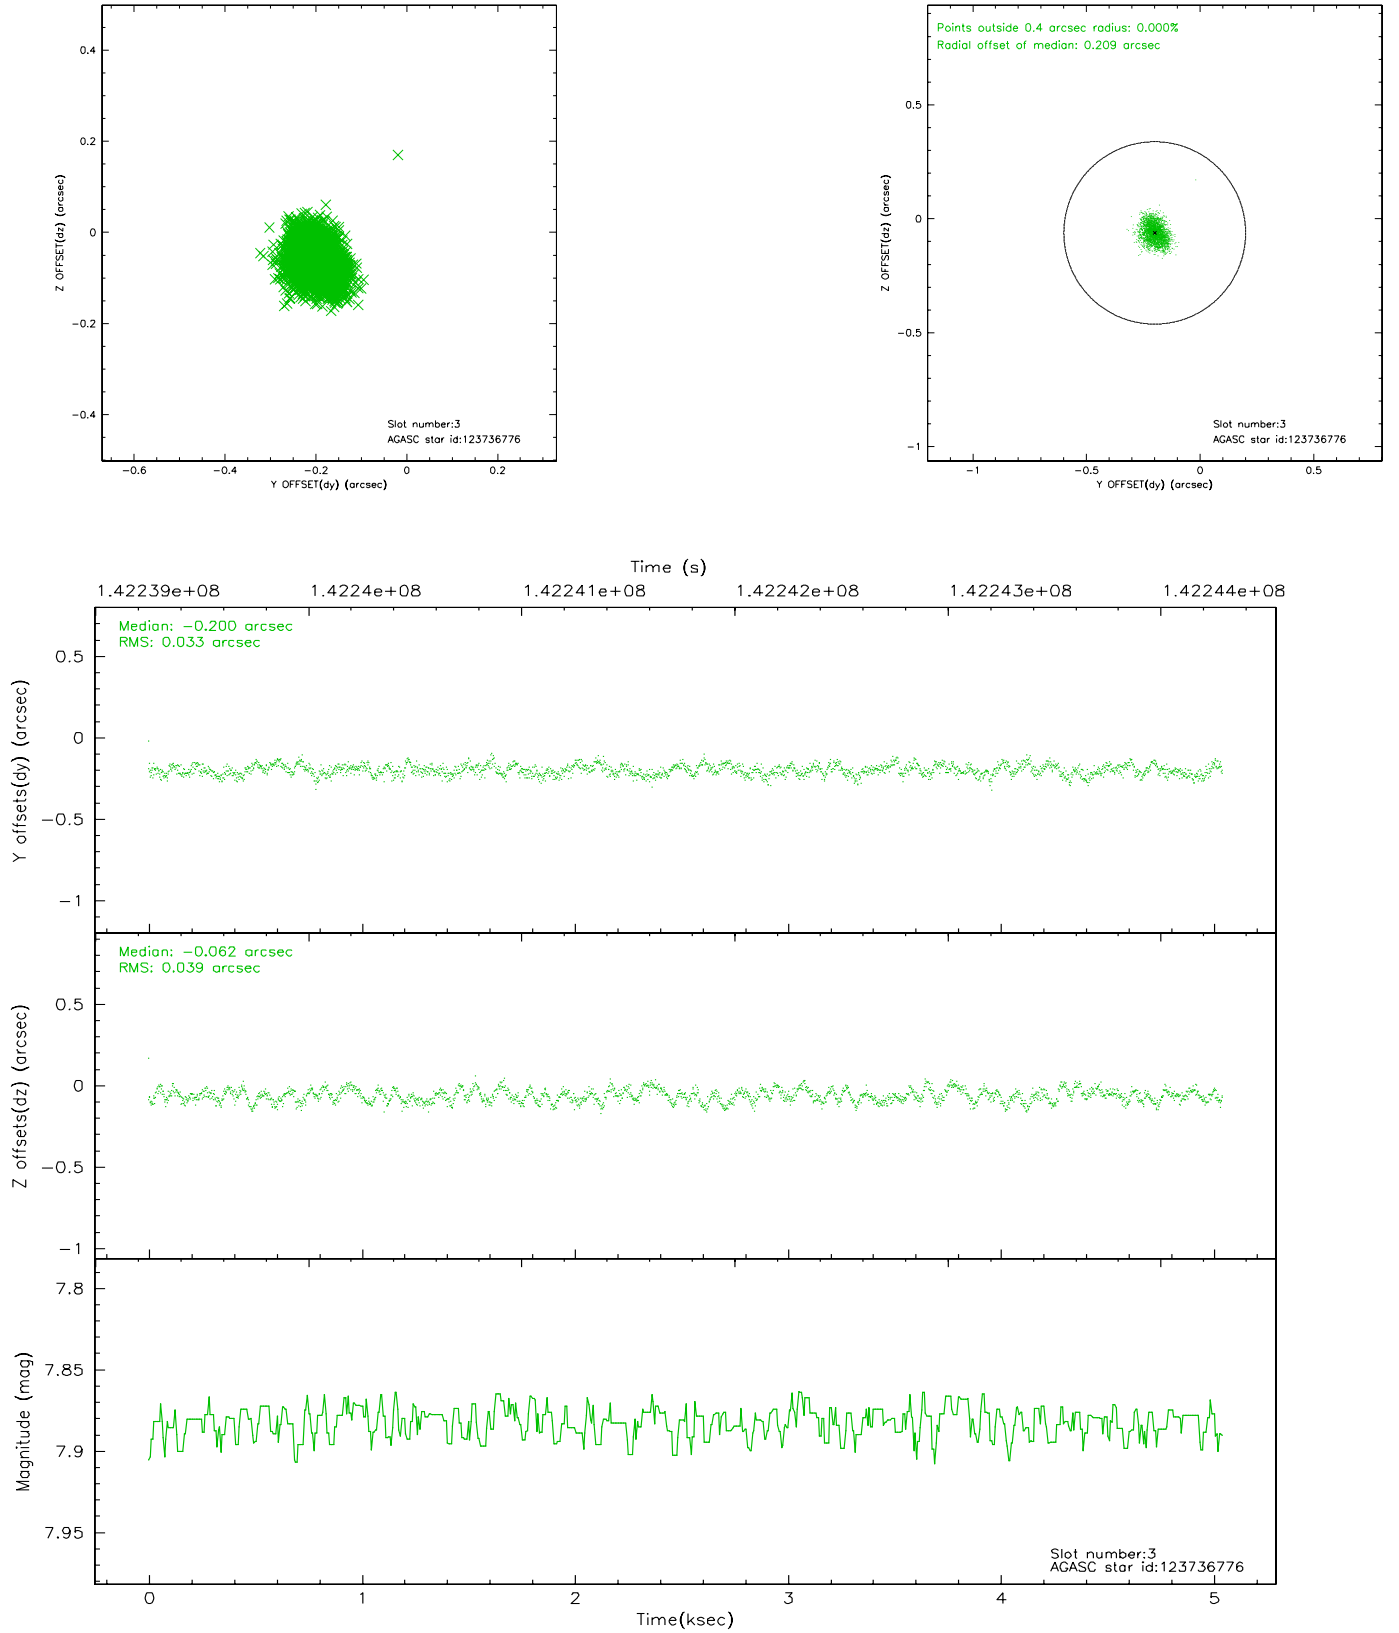 0.4
0.2
0
−0.2
−0.4
Z OFFSET(dz) (arcsec)
Slot number:3
AGASC star id:123736776
−0.6 −0.4 −0.2 0 0.2
Y OFFSET(dy) (arcsec)
Points outside 0.4 arcsec radius: 0.000%
Radial offset of median: 0.209 arcsec
0.5
0
−0.5
−1
Z OFFSET(dz) (arcsec)
Slot number:3
AGASC star id:123736776
−1 −0.5 0 0.5
Y OFFSET(dy) (arcsec)
Time (s)
1.42239e+08 1.4224e+08 1.42241e+08 1.42242e+08 1.42243e+08 1.42244e+08
Median: −0.200 arcsec
RMS: 0.033 arcsec
0.5
0
−0.5
−1
Y offsets(dy) (arcsec)
Median: −0.062 arcsec
RMS: 0.039 arcsec
0.5
0
−0.5
−1
Z offsets(dz) (arcsec)
7.8
7.85
7.9
7.95
Magnitude (mag)
Slot number:3
AGASC star id:123736776
0 1 2 3 4 5
Time(ksec)